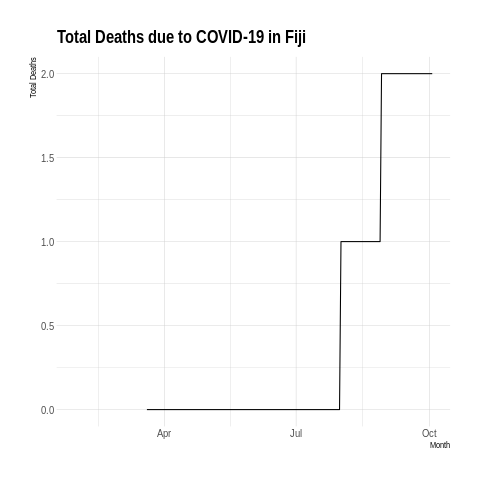 Total Deaths due to COVID-19 in Fiji
Total Deaths
2.0
1.5
1.0
0.5
0.0
Apr
Jul
Oct
Month